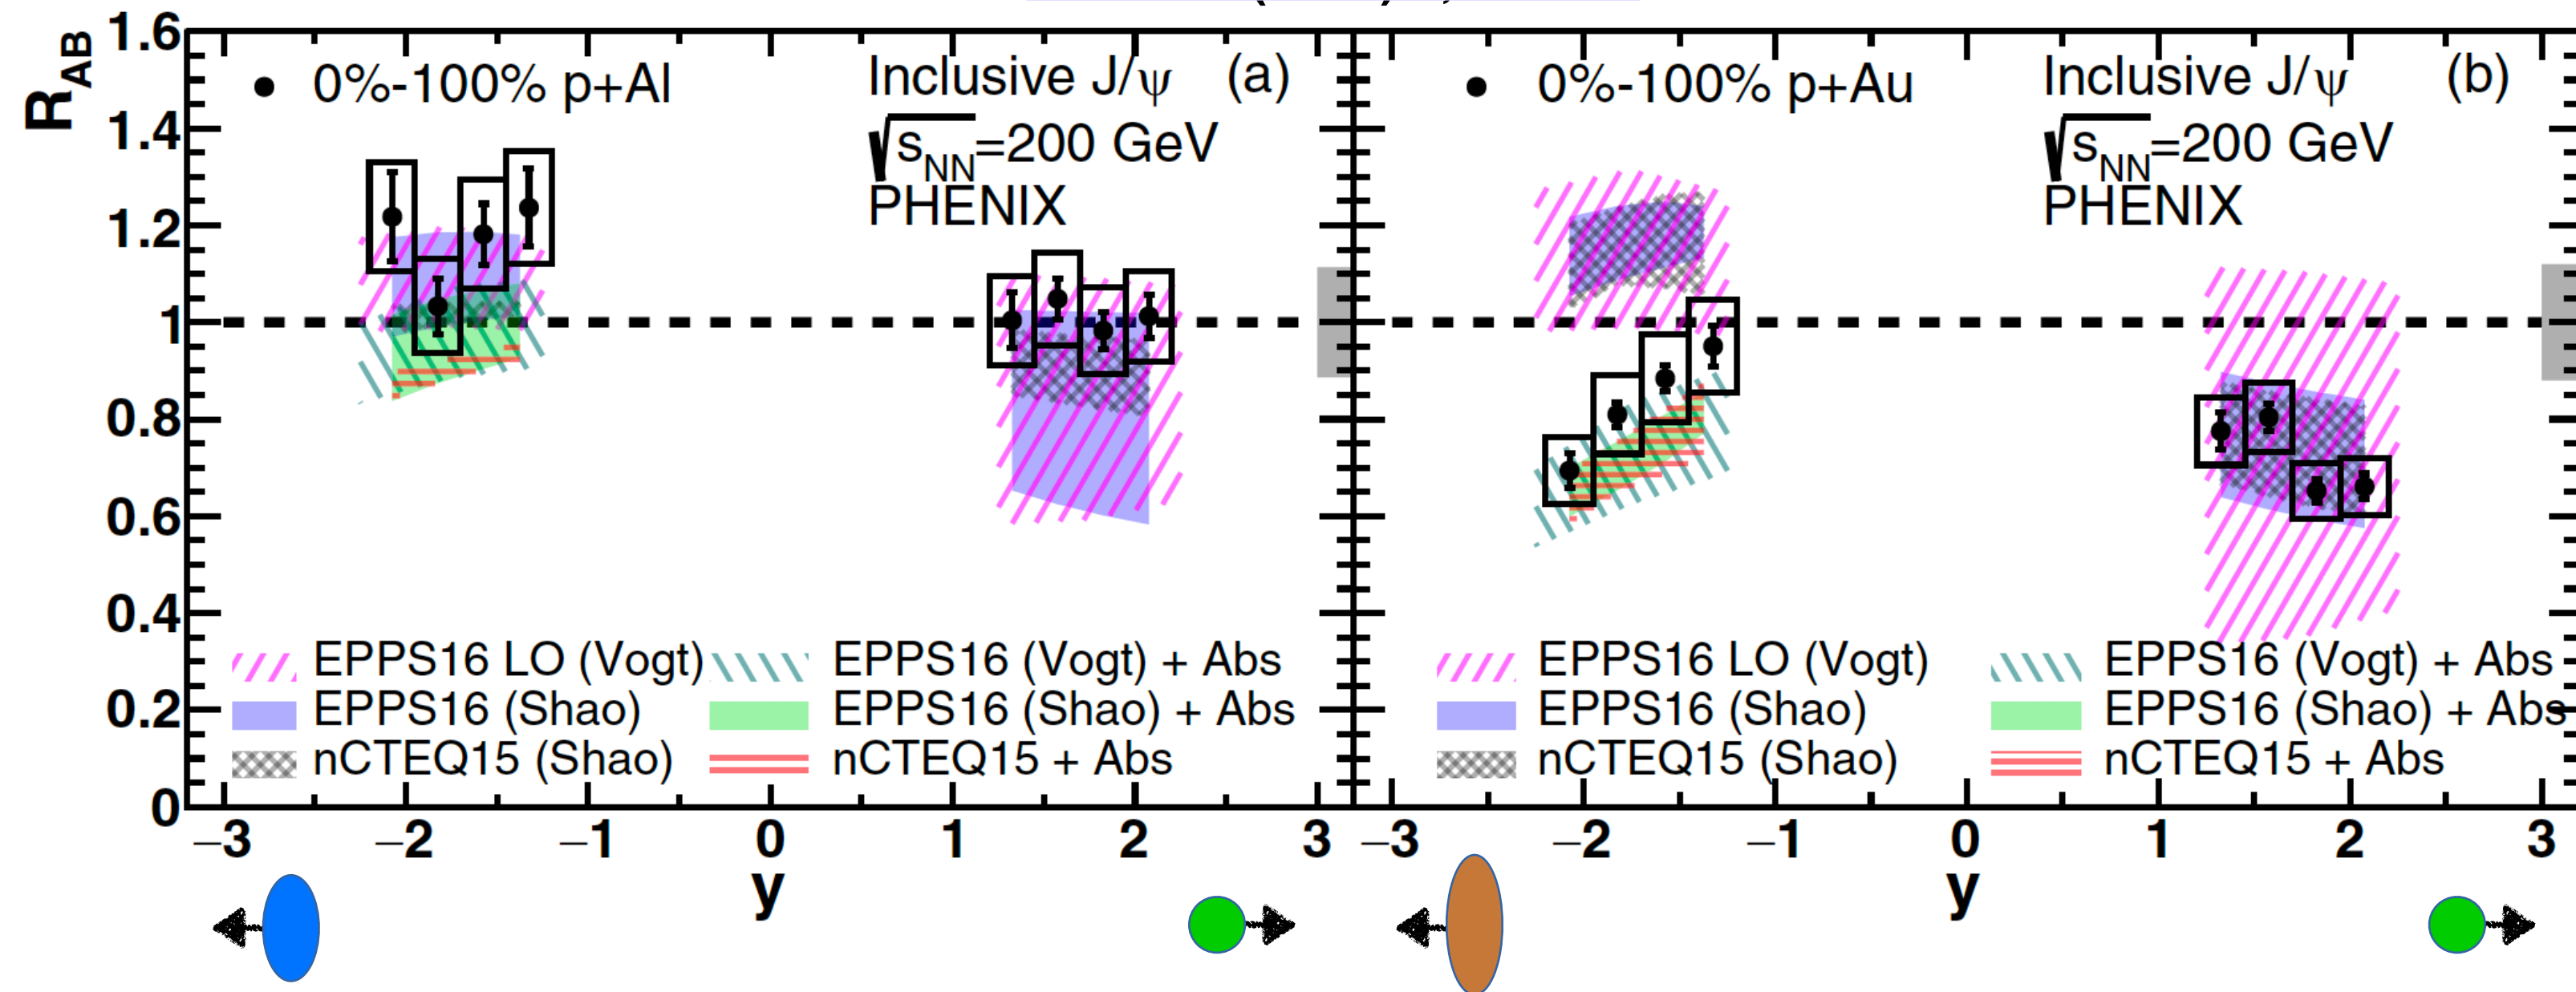 R_AB
1.6
1.4
1.2
1
0.8
0.6
0.4
0.2
0
0%-100% p+Al
Inclusive J/ψ (a)
√s_NN=200 GeV
PHENIX
EPPS16 LO (Vogt)
EPPS16 (Vogt) + Abs
EPPS16 (Shao)
EPPS16 (Shao) + Abs
nCTEQ15 (Shao)
nCTEQ15 + Abs
−3 −2 −1 0 1 2 3
y
0%-100% p+Au
Inclusive J/ψ (b)
√s_NN=200 GeV
PHENIX
EPPS16 LO (Vogt)
EPPS16 (Vogt) + Abs
EPPS16 (Shao)
EPPS16 (Shao) + Abs
nCTEQ15 (Shao)
nCTEQ15 + Abs
−3 −2 −1 0 1 2 3
y